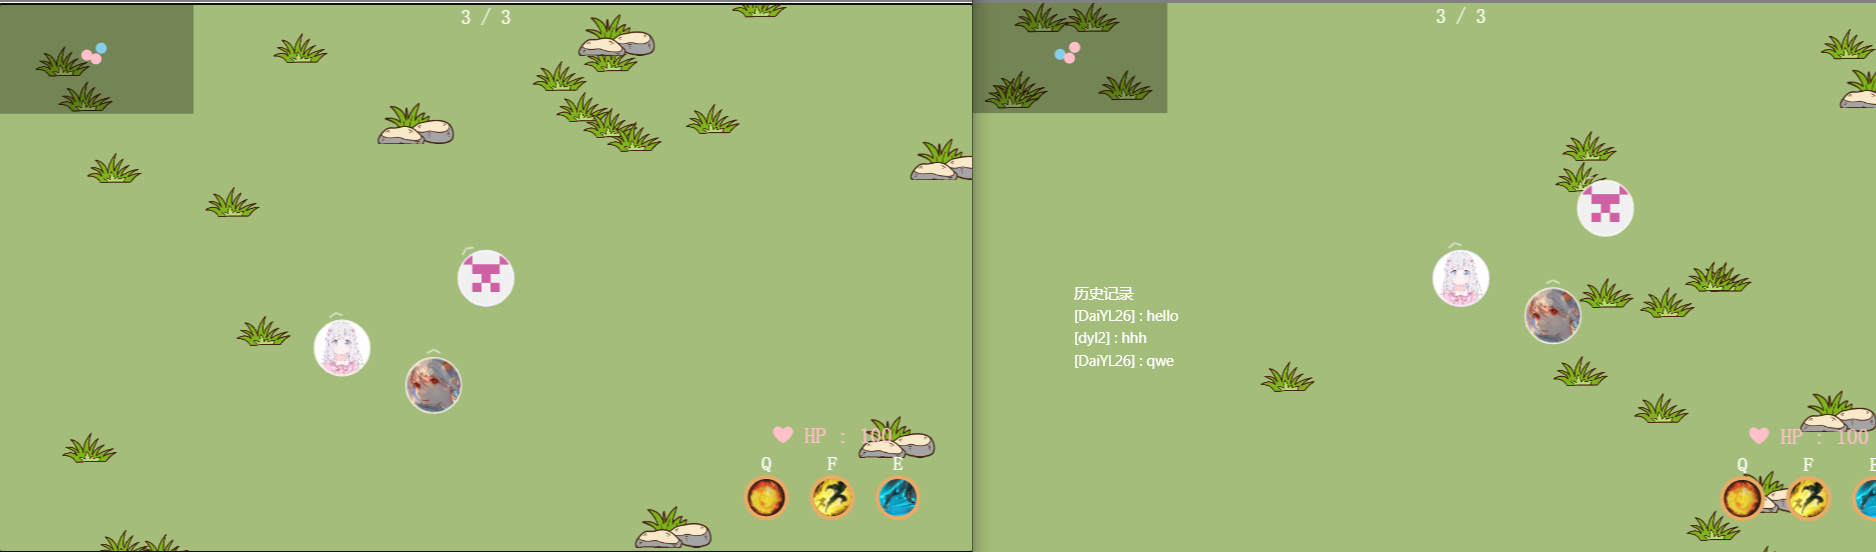 3 / 3
HP : 100
Q F E
3 / 3
历史记录
[DaiYL26] : hello
[dyl2] : hhh
[DaiYL26] : qwe
HP : 100
Q F E